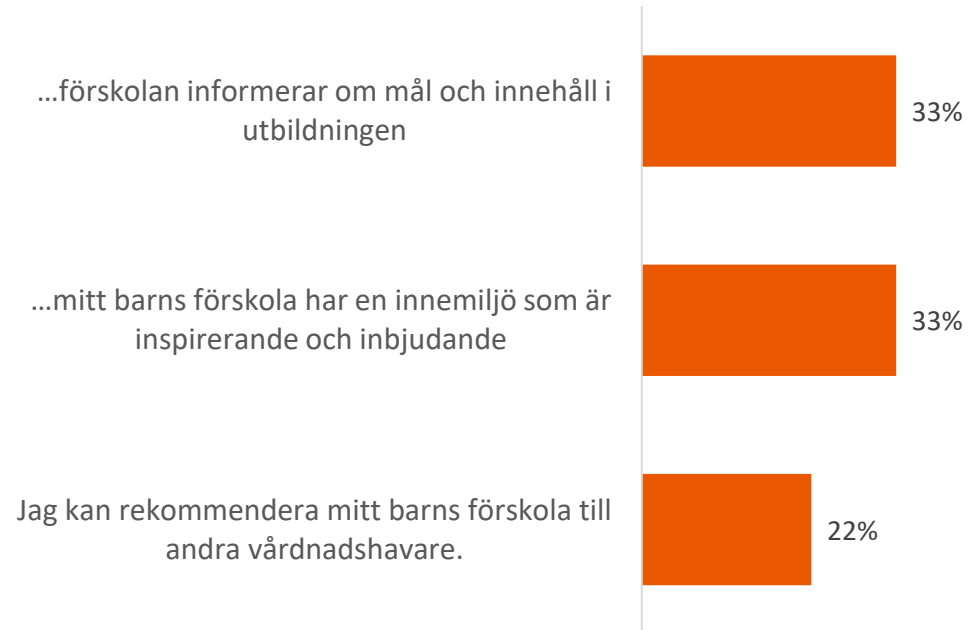 ...förskolan informerar om mål och innehåll i
utbildningen
33%
...mitt barns förskola har en innemiljö som är
inspirerande och inbjudande
33%
Jag kan rekommendera mitt barns förskola till
andra vårdnadshavare.
22%